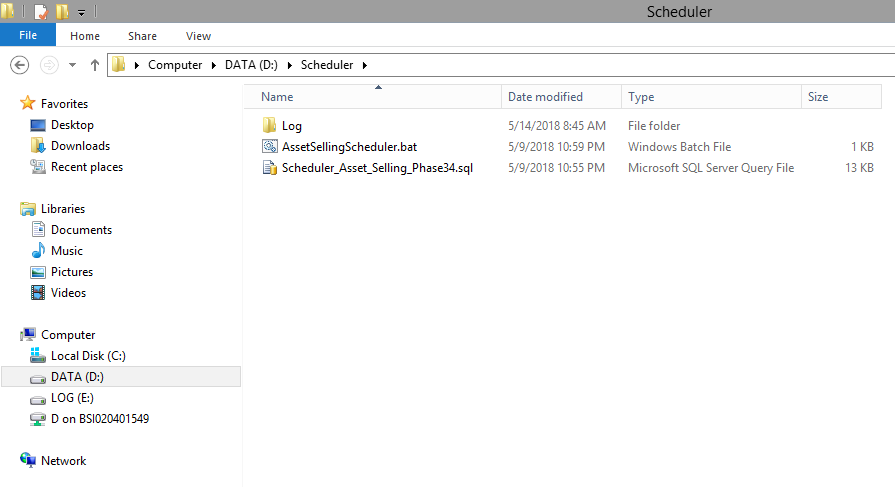 Scheduler
File Home Share View
Computer DATA (D:) Scheduler
Name Date modified Type Size
Log 5/14/2018 8:45 AM File folder
AssetSellingScheduler.bat 5/9/2018 10:59 PM Windows Batch File 1 KB
Scheduler_Asset_Selling_Phase34.sql 5/9/2018 10:55 PM Microsoft SQL Server Query File 13 KB
Favorites
Desktop
Downloads
Recent places
Libraries
Documents
Music
Pictures
Videos
Computer
Local Disk (C:)
DATA (D:)
LOG (E:)
D on BSI020401549
Network